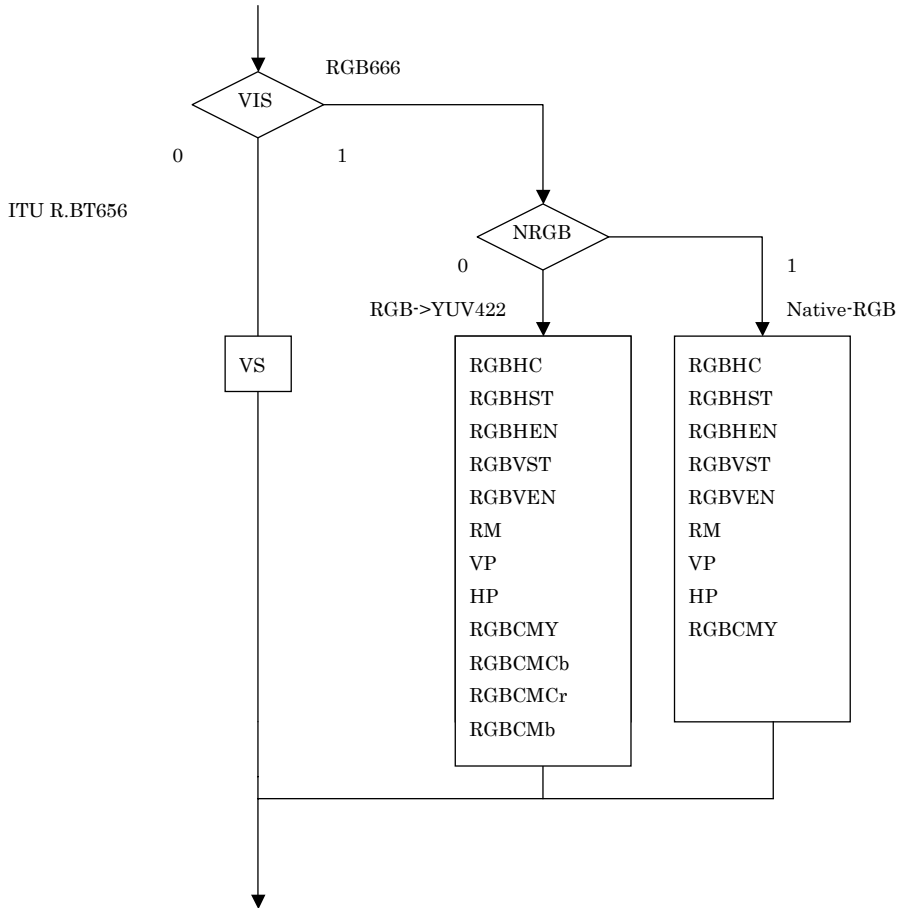 RGB666
VIS
0
1
ITU R.BT656
NRGB
0
1
RGB->YUV422
Native-RGB
VS
RGBHC
RGBHST
RGBHEN
RGBVST
RGBVEN
RM
VP
HP
RGBCMY
RGBCMCb
RGBCMCr
RGBCMb
RGBHC
RGBHST
RGBHEN
RGBVST
RGBVEN
RM
VP
HP
RGBCMY